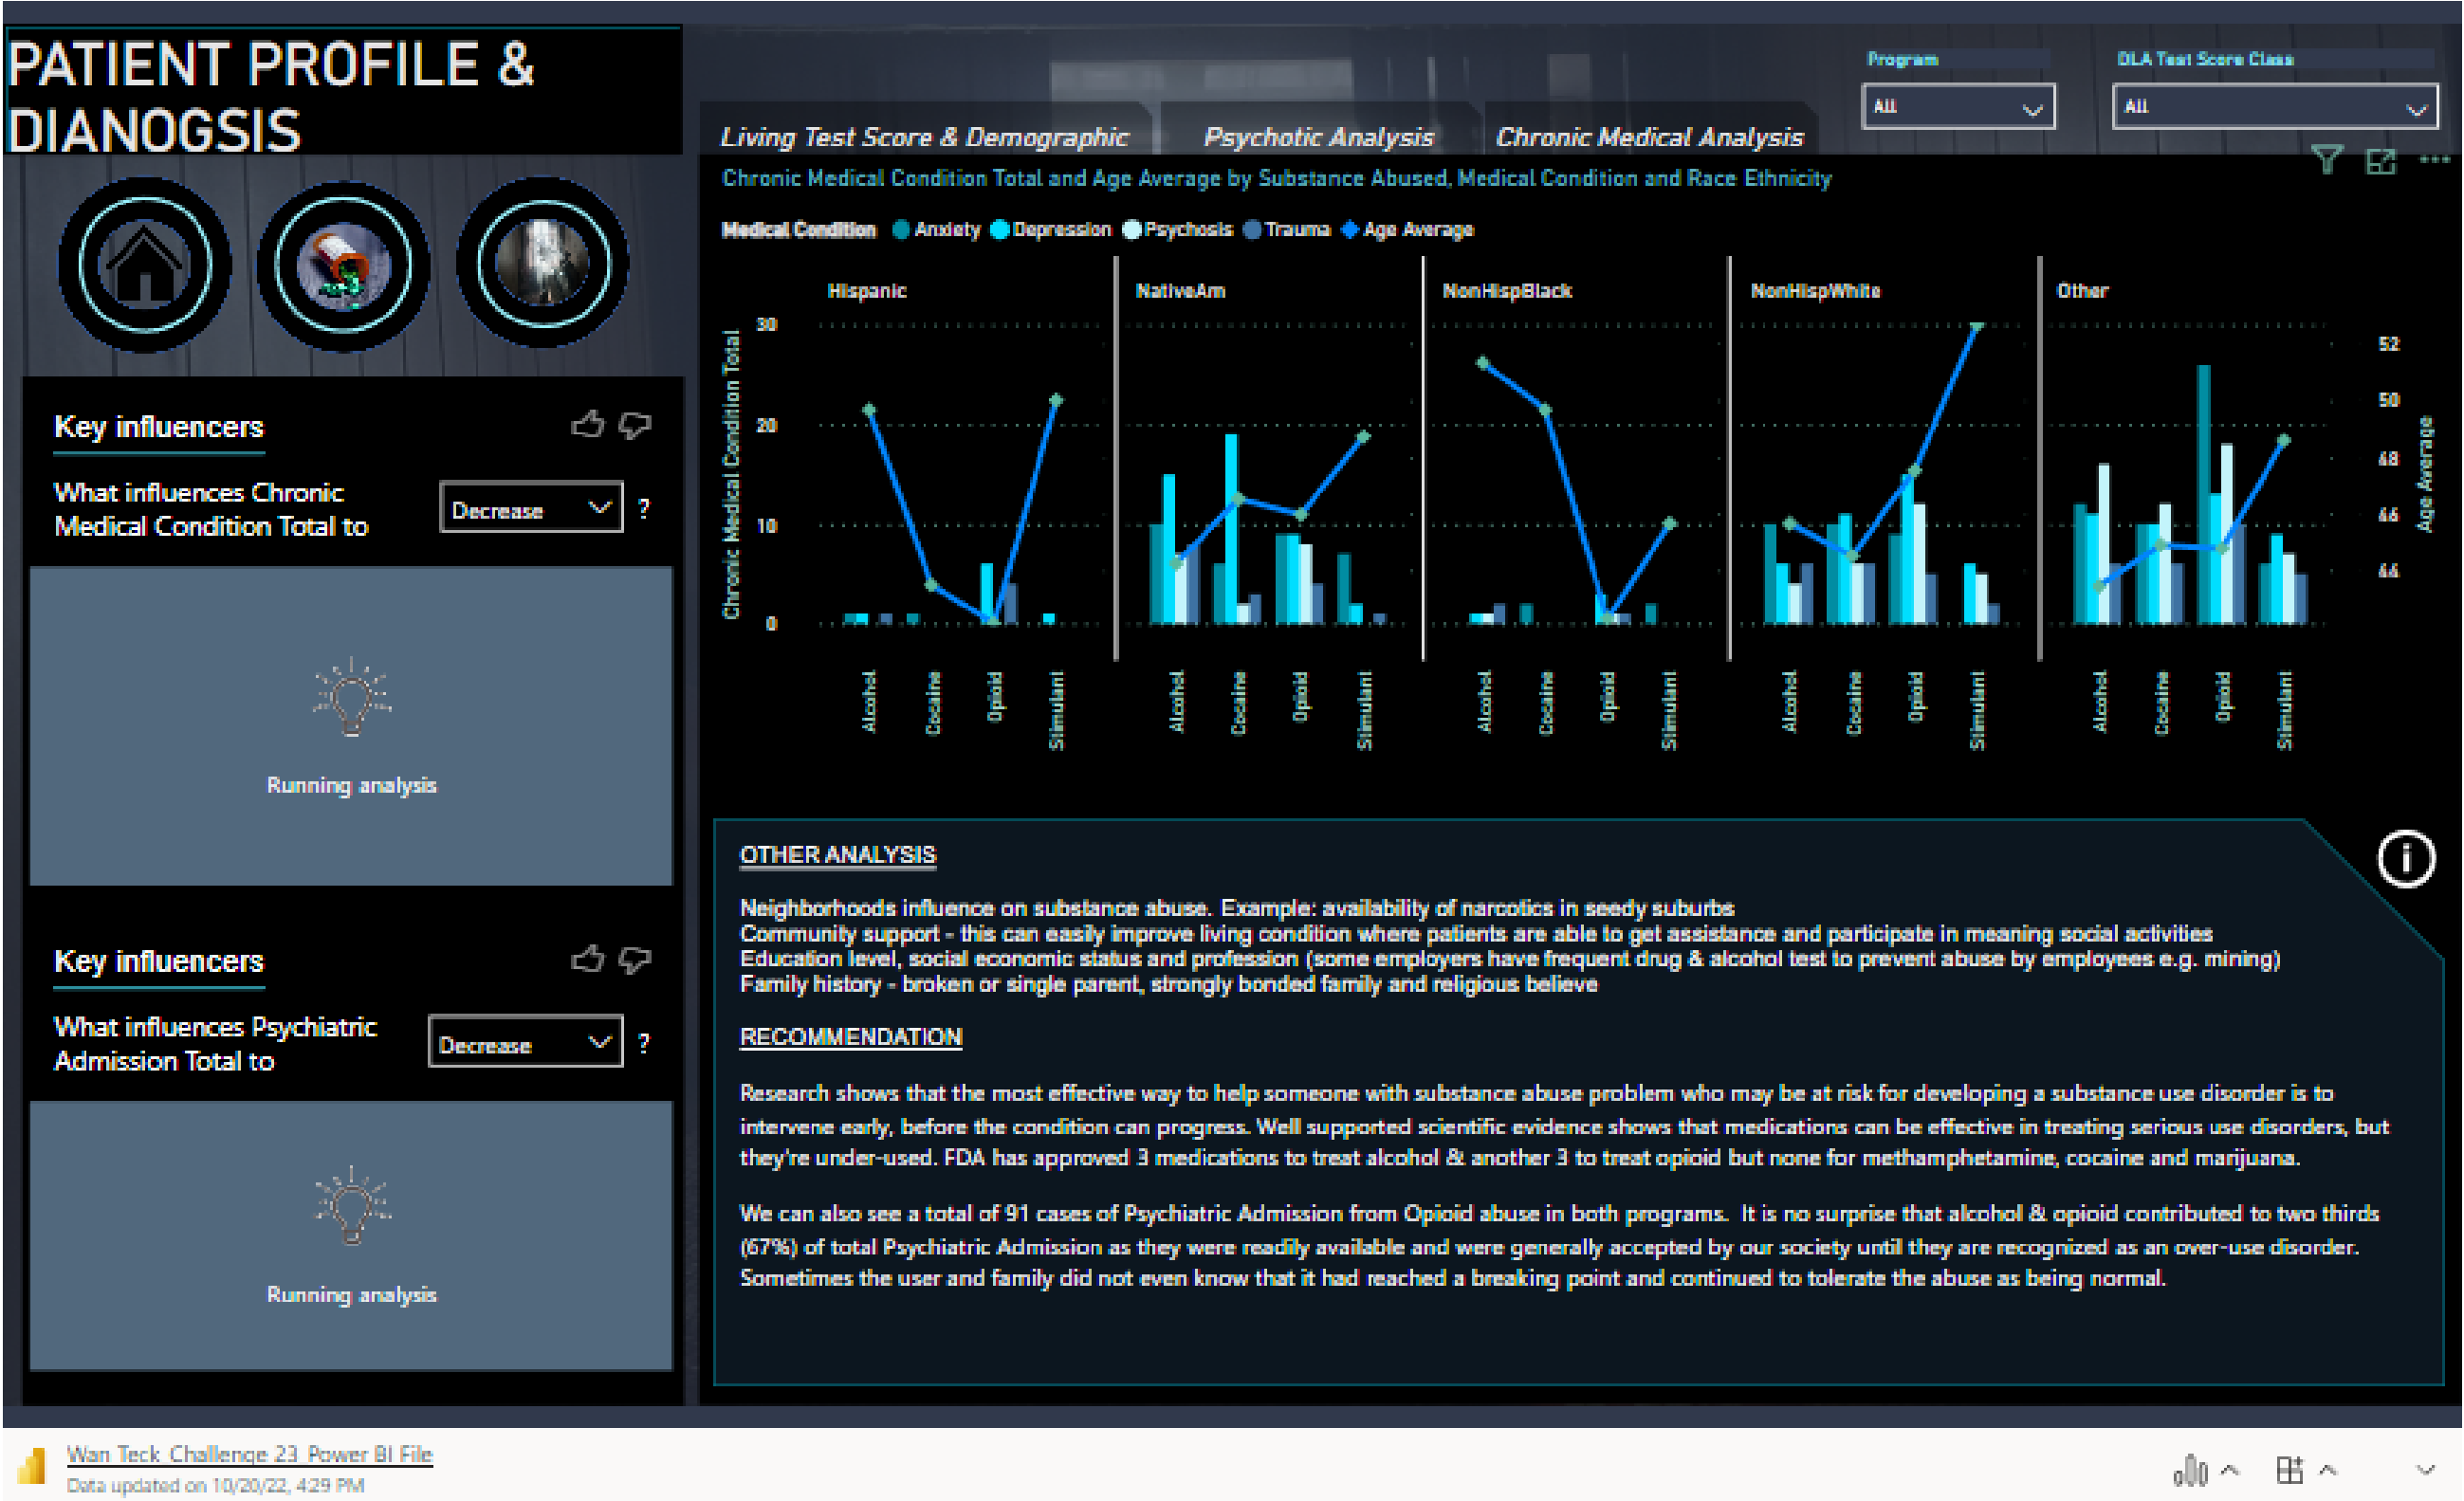 PATIENT PROFILE &
DIANOGSIS
Program
DLA Test Score Class
All
All
Living Test Score & Demographic
Psychotic Analysis
Chronic Medical Analysis
Chronic Medical Condition Total and Age Average by Substance Abused, Medical Condition and Race Ethnicity
Medical Condition
Anxiety
Depression
Psychosis
Trauma
Age Average
Hispanic
NativeAm
NonHispBlack
NonHispWhite
Other
Chronic Medical Condition Total
30
20
10
0
52
50
48
46
44
Age Average
Alcohol
Cocaine
Opioid
Stimulant
Alcohol
Cocaine
Opioid
Stimulant
Alcohol
Cocaine
Opioid
Stimulant
Alcohol
Cocaine
Opioid
Stimulant
Alcohol
Cocaine
Opioid
Stimulant
Key influencers
What influences Chronic
Medical Condition Total to
Decrease
?
Running analysis
Key influencers
What influences Psychiatric
Admission Total to
Decrease
?
Running analysis
OTHER ANALYSIS
Neighborhoods influence on substance abuse. Example: availability of narcotics in seedy suburbs
Community support - this can easily improve living condition where patients are able to get assistance and participate in meaning social activities
Education level, social economic status and profession (some employers have frequent drug & alcohol test to prevent abuse by employees e.g. mining)
Family history - broken or single parent, strongly bonded family and religious believe
RECOMMENDATION
Research shows that the most effective way to help someone with substance abuse problem who may be at risk for developing a substance use disorder is to
intervene early, before the condition can progress. Well supported scientific evidence shows that medications can be effective in treating serious use disorders, but
they're under-used. FDA has approved 3 medications to treat alcohol & another 3 to treat opioid but none for methamphetamine, cocaine and marijuana.
We can also see a total of 91 cases of Psychiatric Admission from Opioid abuse in both programs. It is no surprise that alcohol & opioid contributed to two thirds
(67%) of total Psychiatric Admission as they were readily available and were generally accepted by our society until they are recognized as an over-use disorder.
Sometimes the user and family did not even know that it had reached a breaking point and continued to tolerate the abuse as being normal.
Wan Teck Challenge 23 Power BI File
Data updated on 10/20/22, 4:29 PM